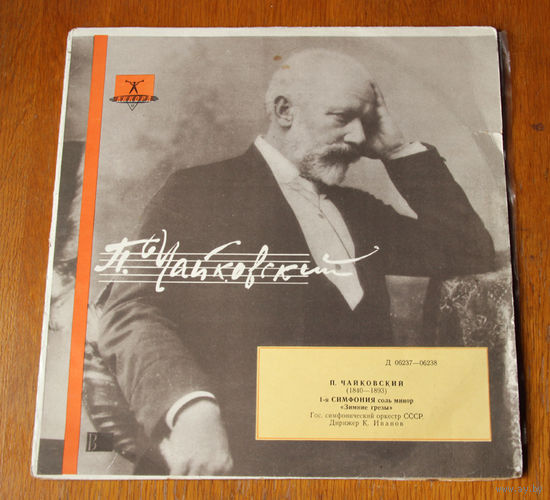 АККОРД
П. Чайковский
Д 06237—06238
П. ЧАЙКОВСКИЙ
(1840—1893)
1-я СИМФОНИЯ соль минор
«Зимние грезы»
Гос. симфонический оркестр СССР
Дирижер К. Иванов
В